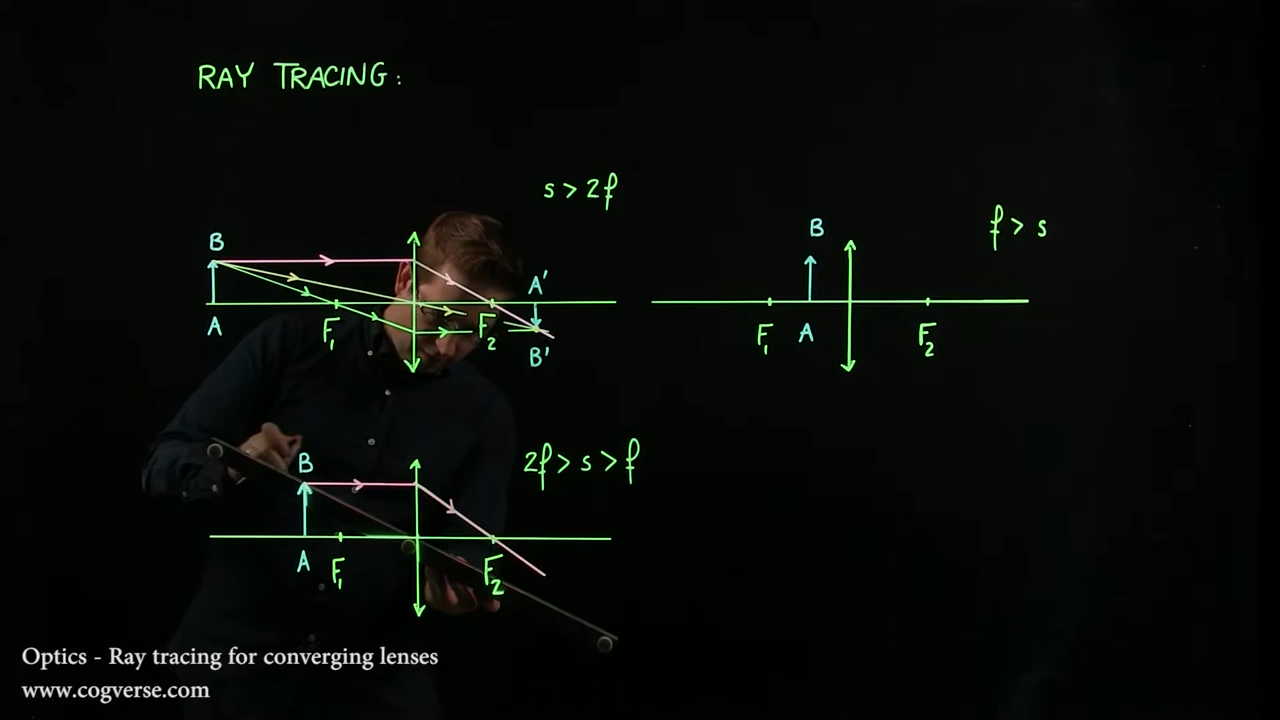 RAY TRACING:
s > 2f
B
A'
A
F₁
F₂
B'
f > s
B
F₁
A
F₂
2f > s > f
B
A
F₁
F₂
Optics - Ray tracing for converging lenses
www.cogverse.com